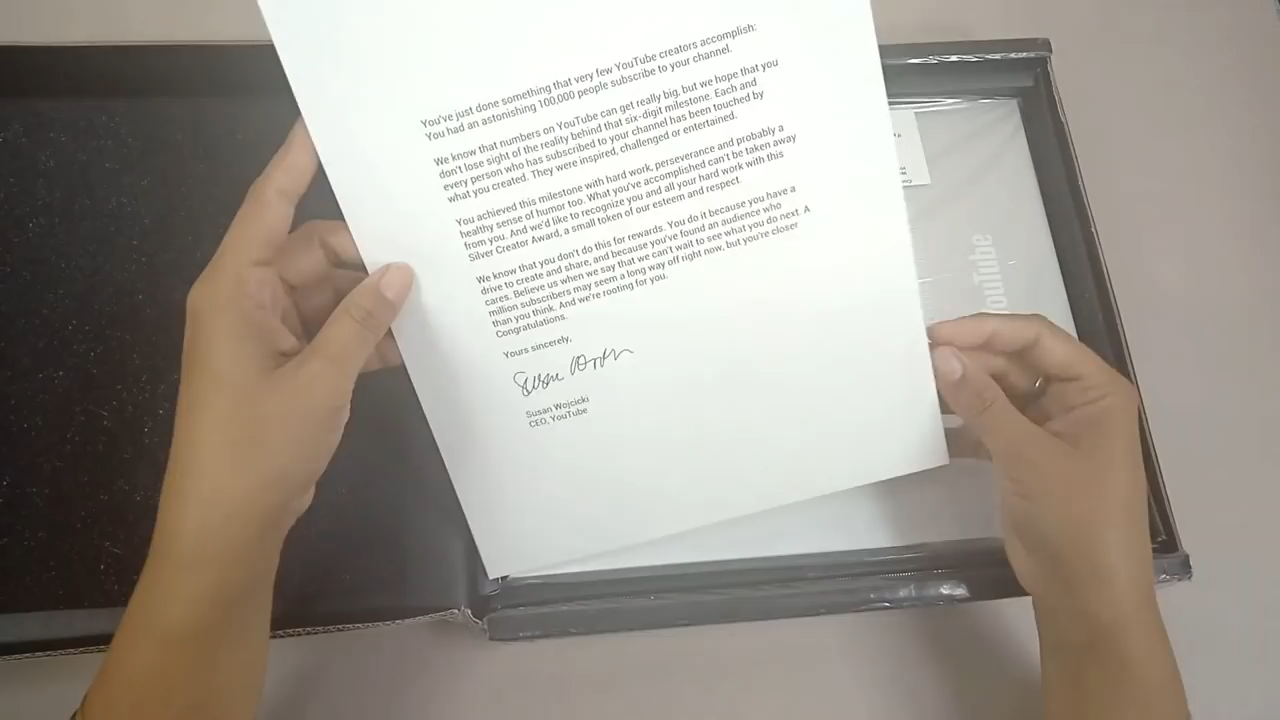 You've just done something that very few YouTube creators accomplish:
You had an astonishing 100,000 people subscribe to your channel.
We know that numbers on YouTube can get really big, but we hope that you
don't lose sight of the reality behind that six-digit milestone. Each and
every person who has subscribed to your channel has been touched by
what you created. They were inspired, challenged or entertained.
You achieved this milestone with hard work, perseverance and probably a
healthy sense of humor too. What you've accomplished can't be taken away
from you. And we'd like to recognize you and all your hard work with this
Silver Creator Award, a small token of our esteem and respect.
We know that you don't do this for rewards. You do it because you have a
drive to create and share, and because you've found an audience who
cares. Believe us when we say that we can't wait to see what you do next. A
million subscribers may seem a long way off right now, but you're closer
than you think. And we're rooting for you.
Congratulations.
Yours sincerely,
Susan Wojcicki
CEO, YouTube
ouTube